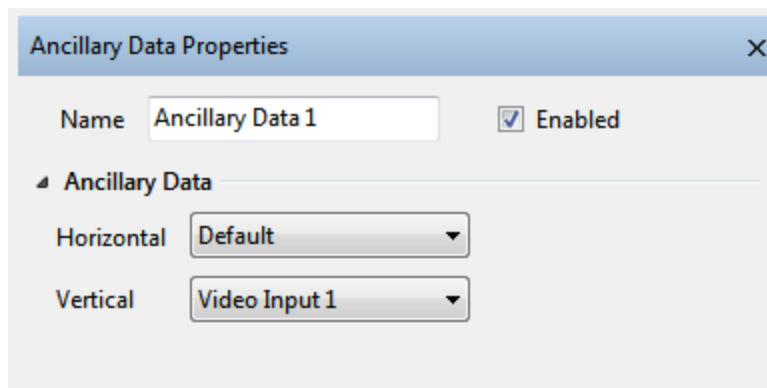 Ancillary Data Properties
Name Ancillary Data 1 Enabled
Ancillary Data
Horizontal Default
Vertical Video Input 1